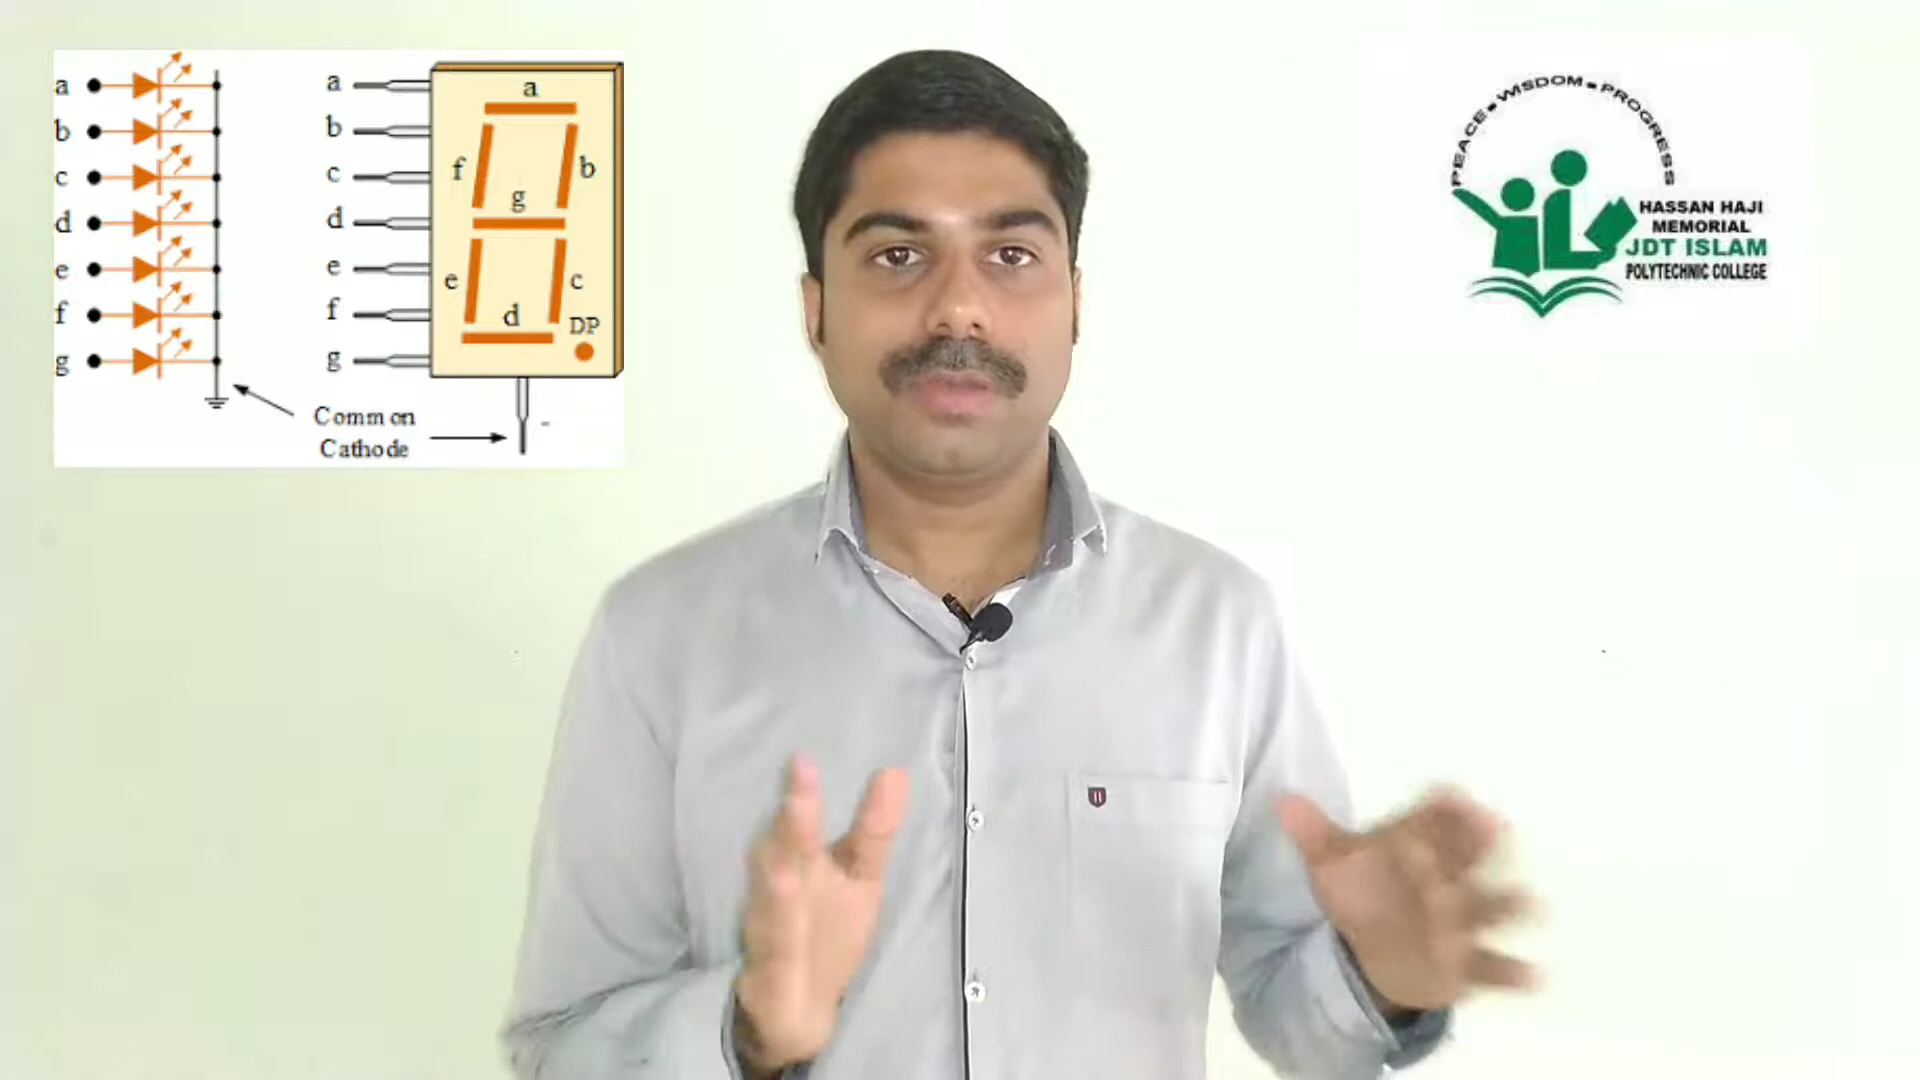 a
b
c
d
e
f
g
a
b
c
d
e
f
g
a
f
b
g
e
c
d
DP
Common
Cathode
PEACE • WISDOM • PROGRESS
HASSAN HAJI
MEMORIAL
JDT ISLAM
POLYTECHNIC COLLEGE